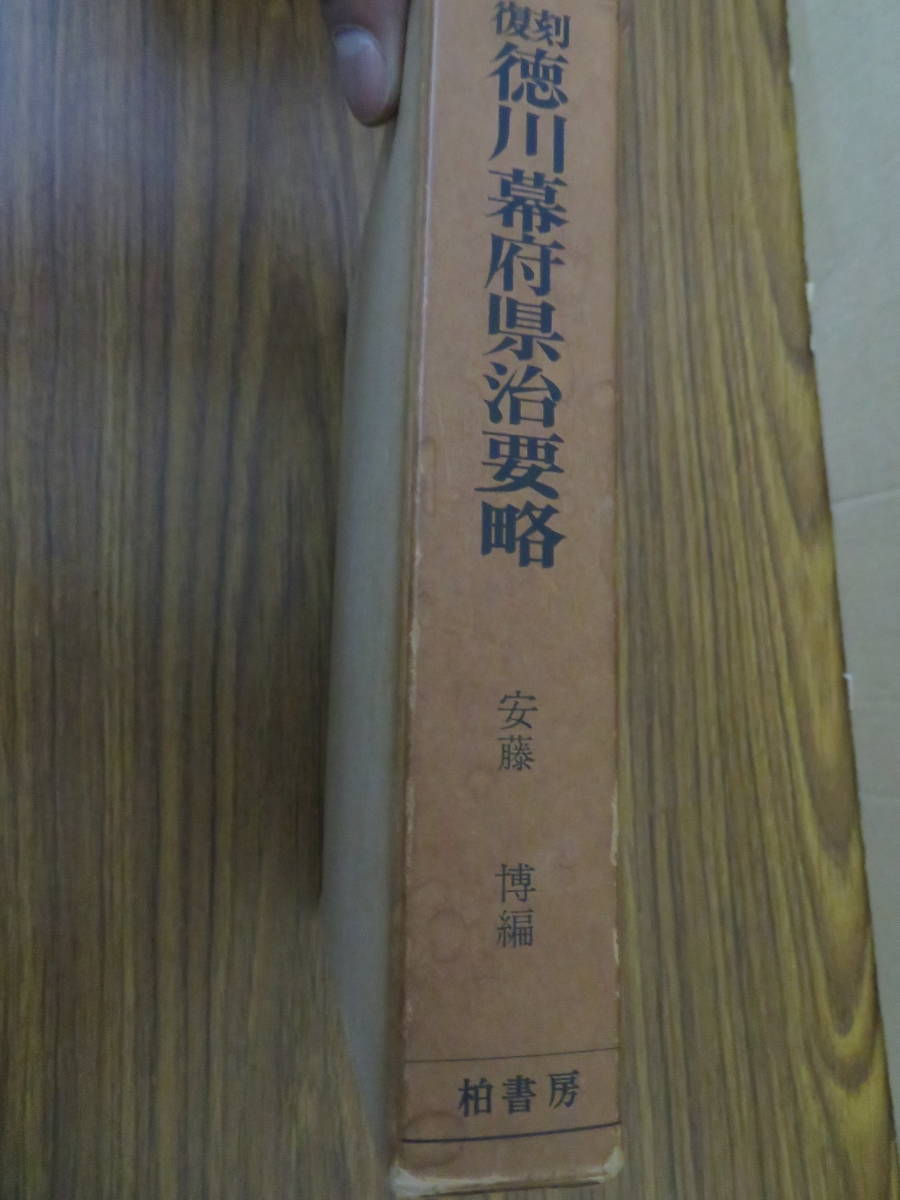 復刻
徳川幕府県治要略
安藤 博編
柏書房